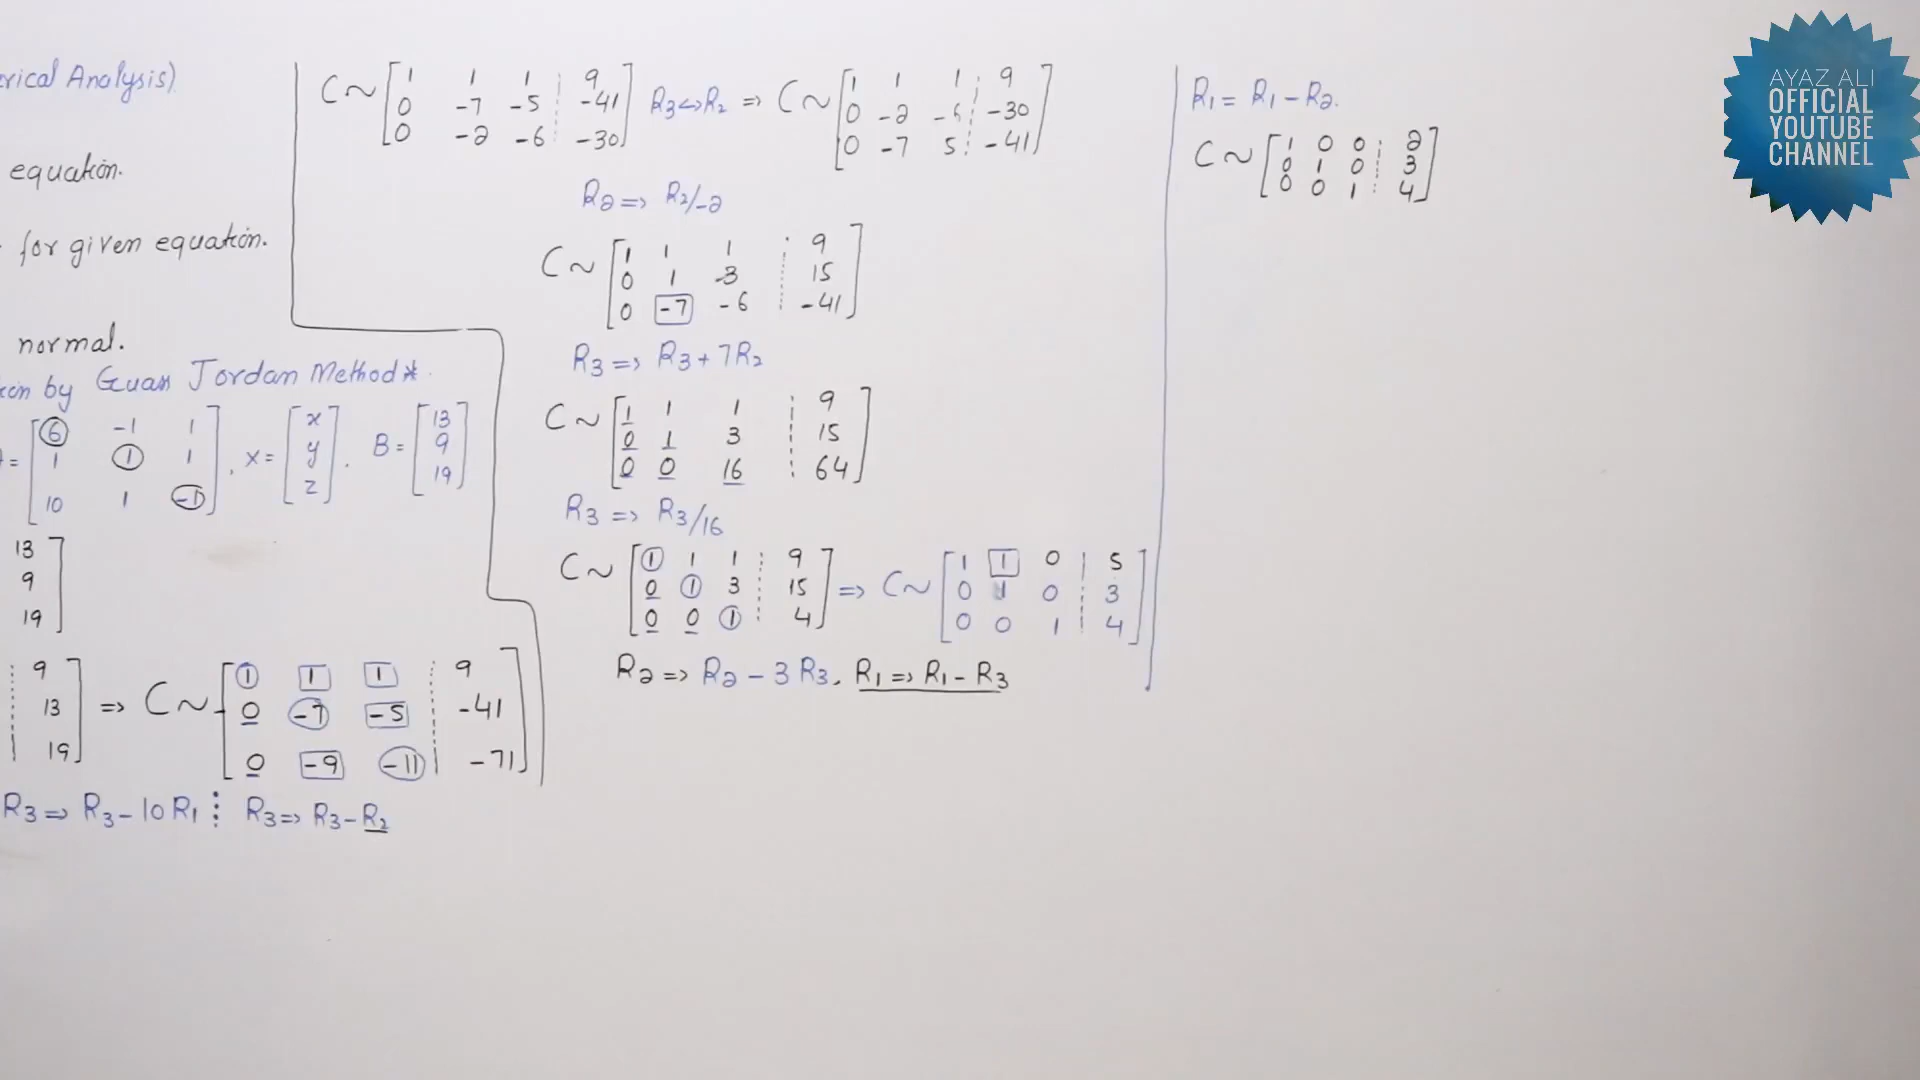 erical Analysis)
equation.
for given equation.
normal.
by Guass Jordan Method*
= [6 -1 1
1 1 1
10 1 -1], X = [x
y
z]. B = [13
9
19]
13
9
19]
9
13
19] => C ~ [1 1 1 ⋮ 9
0 -7 -5 ⋮ -41
0 -9 -11 ⋮ -71]
R3 => R3 - 10 R1 ⋮ R3 => R3 - R2
C ~ [1 1 1 ⋮ 9
0 -7 -5 ⋮ -41
0 -2 -6 ⋮ -30] R3 <-> R2 => C ~ [1 1 1 ⋮ 9
0 -2 -6 ⋮ -30
0 -7 5 ⋮ -41]
R2 => R2/-2
C ~ [1 1 1 ⋮ 9
0 1 3 ⋮ 15
0 -7 -6 ⋮ -41]
R3 => R3 + 7R2
C ~ [1 1 1 ⋮ 9
0 1 3 ⋮ 15
0 0 16 ⋮ 64]
R3 => R3/16
C ~ [1 1 1 ⋮ 9
0 1 3 ⋮ 15
0 0 1 ⋮ 4] => C ~ [1 1 0 ⋮ 5
0 1 0 ⋮ 3
0 0 1 ⋮ 4]
R2 => R2 - 3 R3. R1 => R1 - R3
R1 = R1 - R2.
C ~ [1 0 0 ⋮ 2
0 1 0 ⋮ 3
0 0 1 ⋮ 4]
AYAZ ALI
OFFICIAL
YOUTUBE
CHANNEL